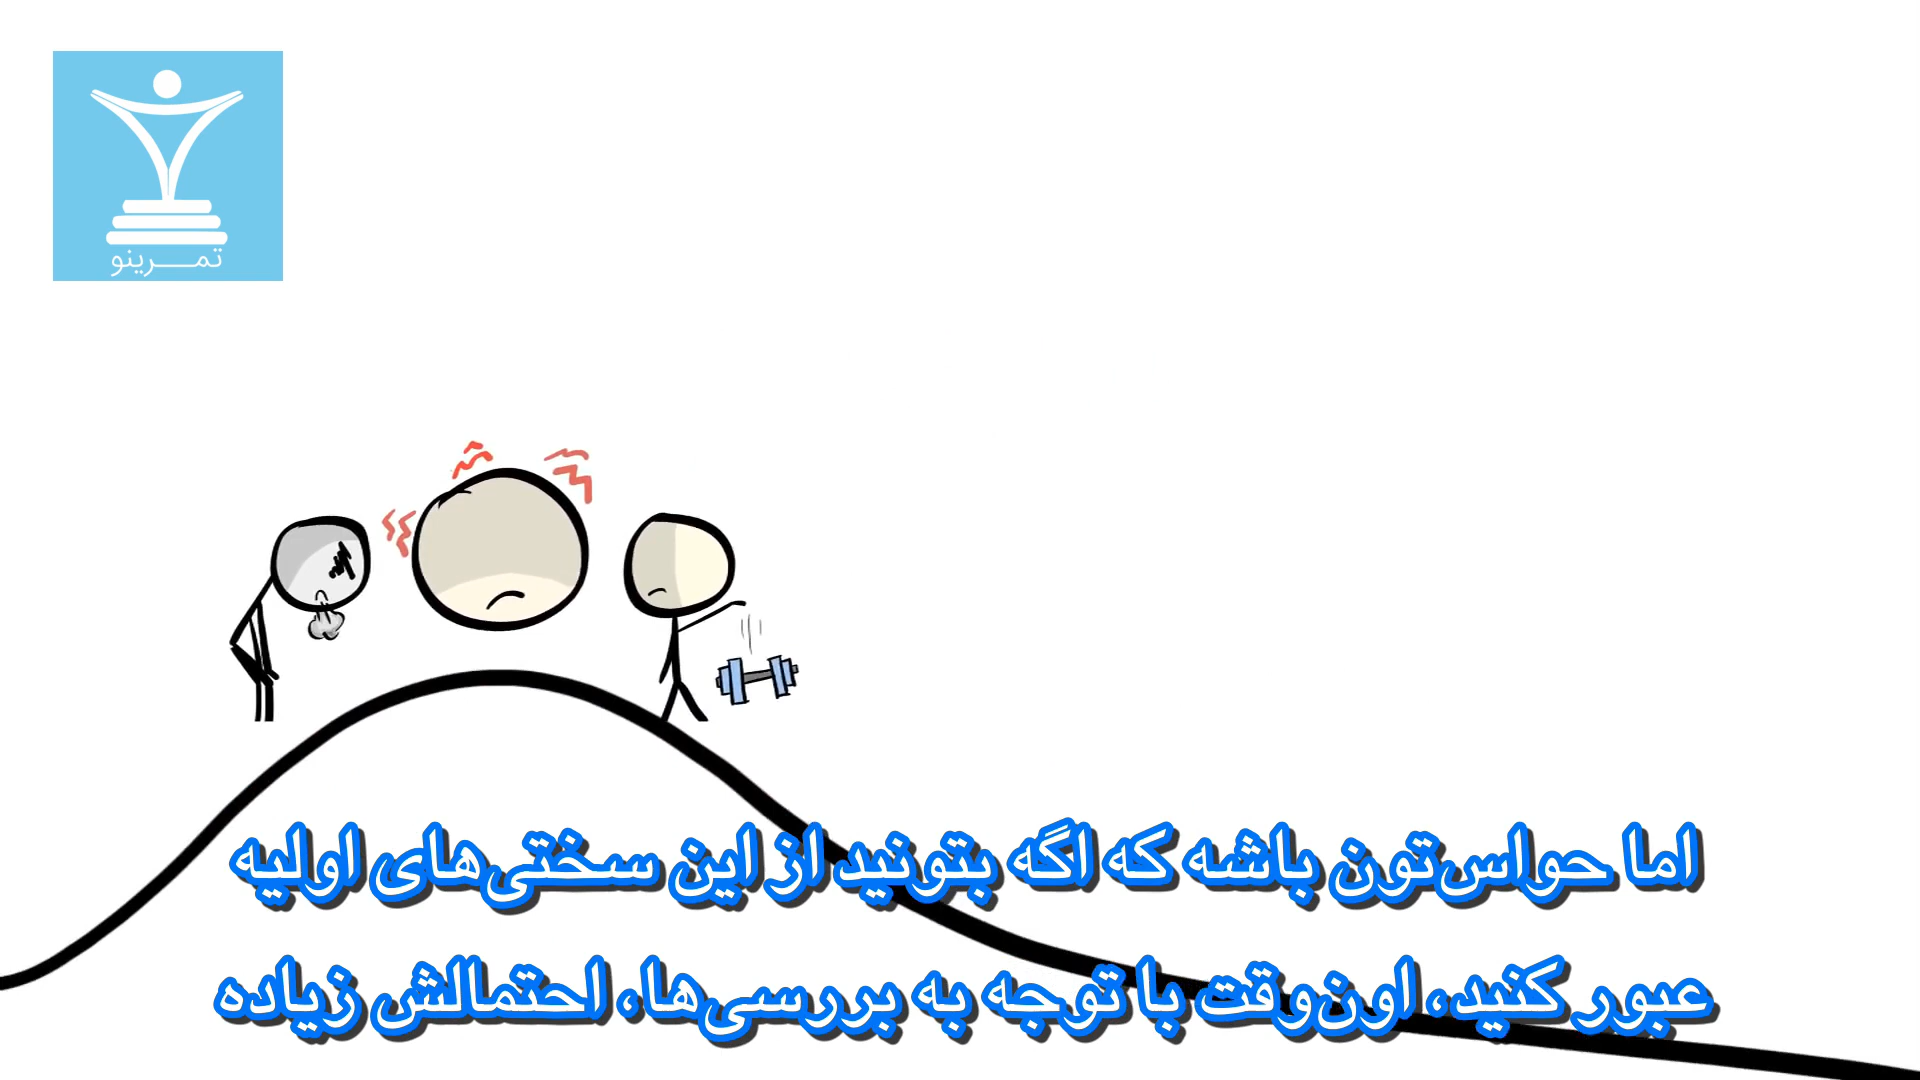 تمرینو
اما حواس‌تون باشه که اگه بتونید از این سختی‌های اولیه
عبور کنید، اون‌وقت با توجه به بررسی‌ها، احتمالش زیاده